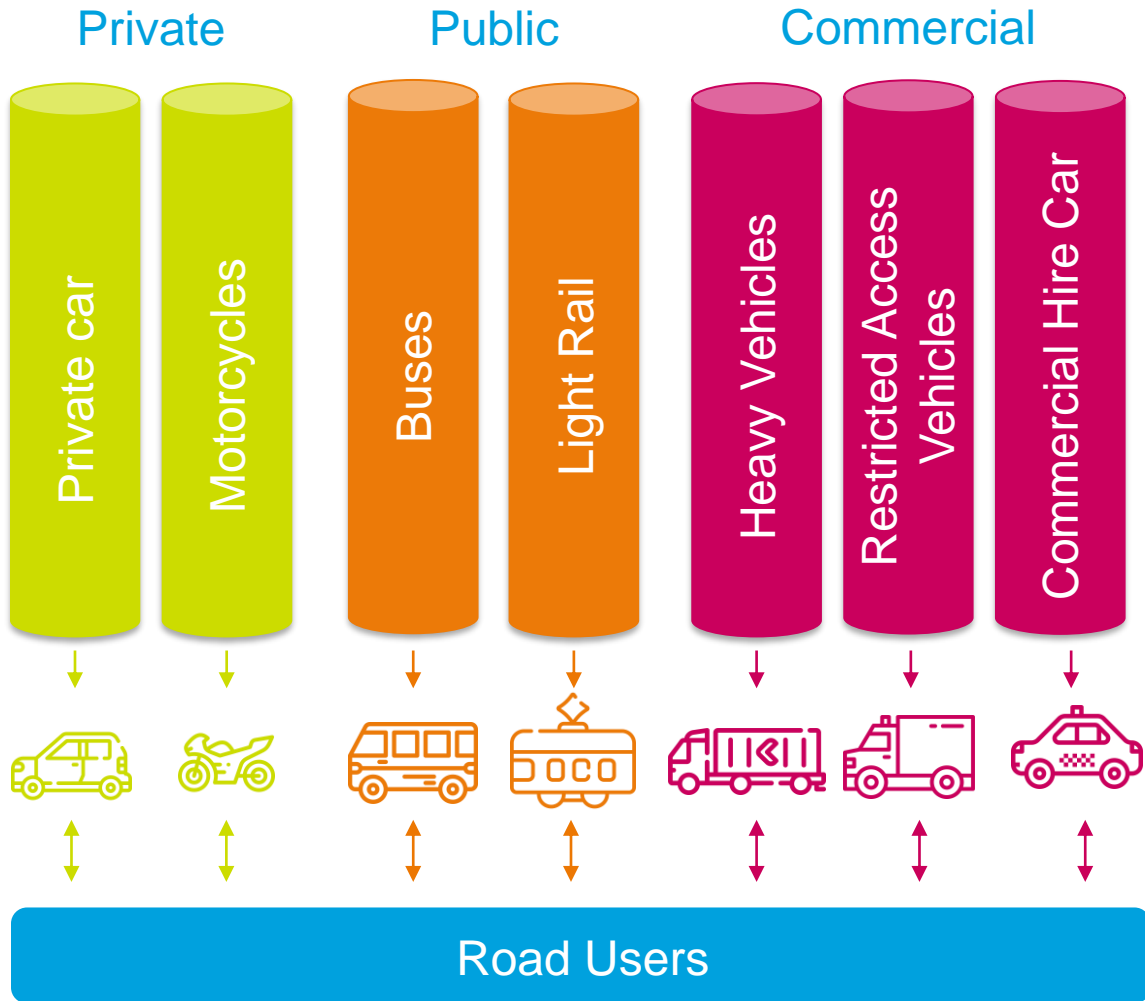 Private
Public
Commercial
Private car
Motorcycles
Buses
Light Rail
Heavy Vehicles
Restricted Access
Vehicles
Commercial Hire Car
Road Users